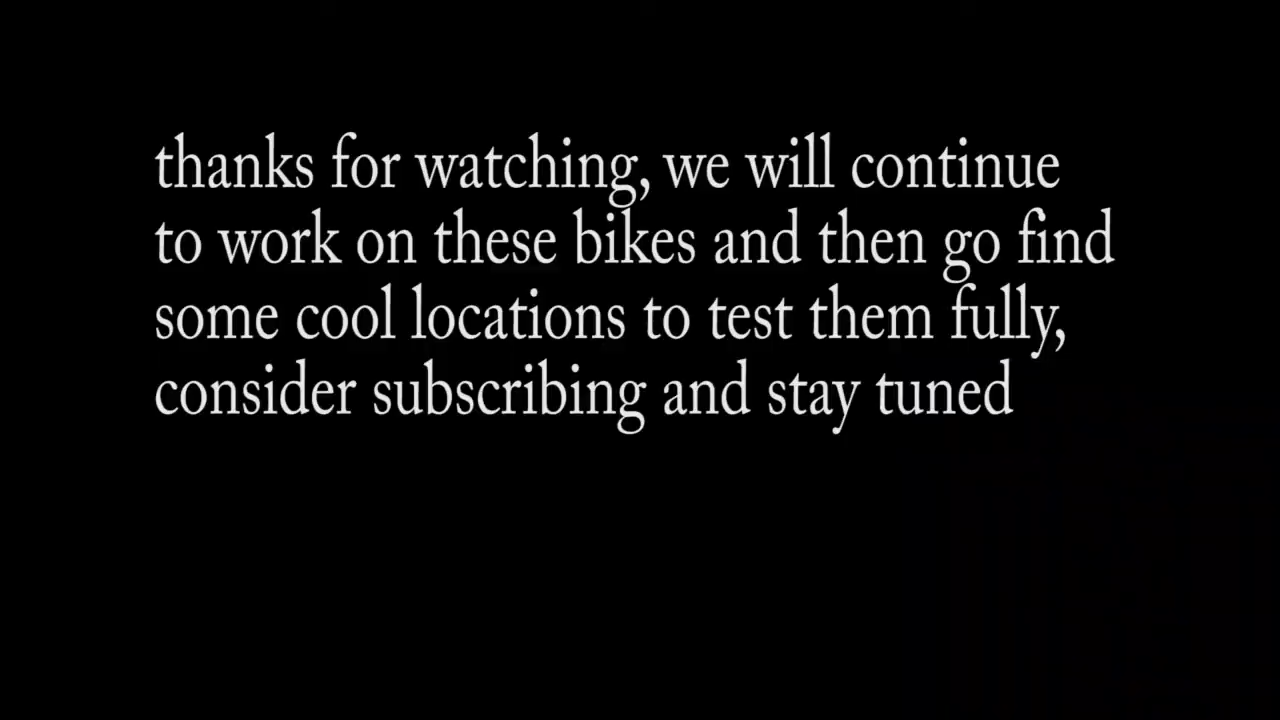 thanks for watching, we will continue
to work on these bikes and then go find
some cool locations to test them fully,
consider subscribing and stay tuned